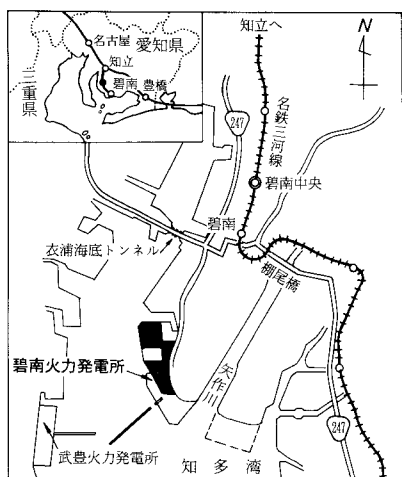 名古屋
愛知県
知立
碧南
豊橋
三重県
知立へ
N
247
名鉄三河線
碧南中央
碧南
衣浦海底トンネル
棚尾橋
矢作川
碧南火力発電所
武豊火力発電所
247
知多湾